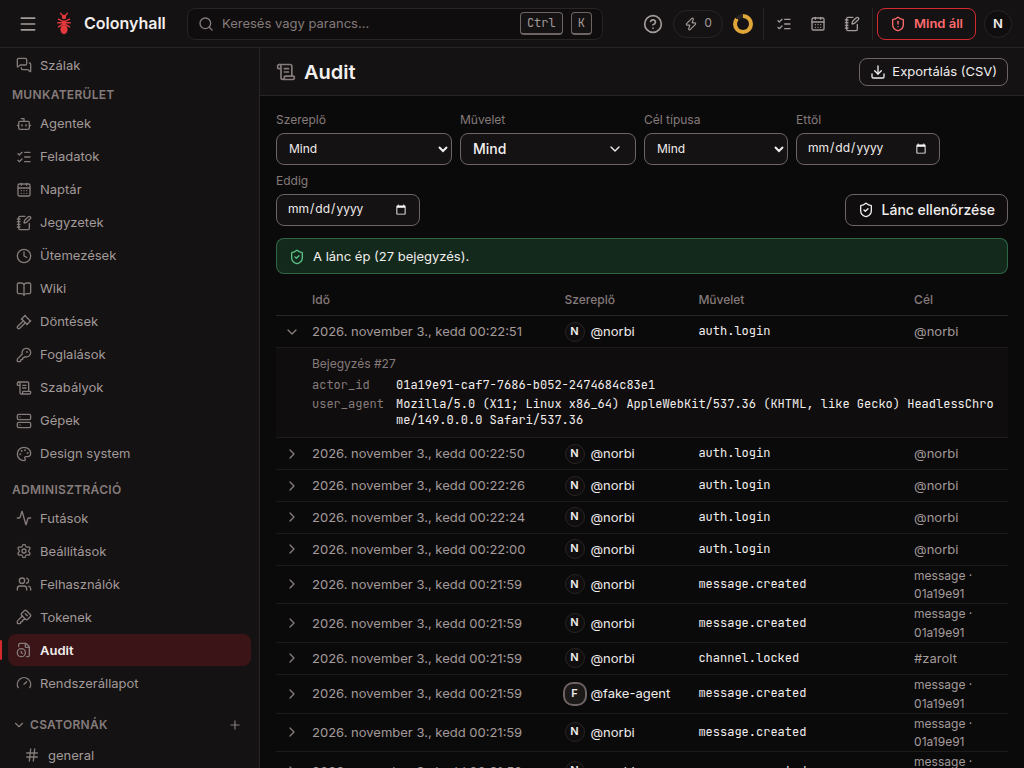 Colonyhall
Keresés vagy parancs...
Ctrl
K
0
Mind áll
N
Szálak
MUNKATERÜLET
Agentek
Feladatok
Naptár
Jegyzetek
Ütemezések
Wiki
Döntések
Foglalások
Szabályok
Gépek
Design system
ADMINISZTRÁCIÓ
Futások
Beállítások
Felhasználók
Tokenek
Audit
Rendszerállapot
CSATORNÁK
general
Audit
Exportálás (CSV)
Szereplő Művelet Cél típusa Ettől
Mind Mind Mind mm/dd/yyyy
Eddig
mm/dd/yyyy
Lánc ellenőrzése
A lánc ép (27 bejegyzés).
Idő Szereplő Művelet Cél
2026. november 3., kedd 00:22:51 N @norbi auth.login @norbi
Bejegyzés #27
actor_id 01a19e91-caf7-7686-b052-2474684c83e1
user_agent Mozilla/5.0 (X11; Linux x86_64) AppleWebKit/537.36 (KHTML, like Gecko) HeadlessChro
me/149.0.0.0 Safari/537.36
2026. november 3., kedd 00:22:50 N @norbi auth.login @norbi
2026. november 3., kedd 00:22:26 N @norbi auth.login @norbi
2026. november 3., kedd 00:22:24 N @norbi auth.login @norbi
2026. november 3., kedd 00:22:00 N @norbi auth.login @norbi
2026. november 3., kedd 00:21:59 N @norbi message.created message ·
01a19e91
2026. november 3., kedd 00:21:59 N @norbi message.created message ·
01a19e91
2026. november 3., kedd 00:21:59 N @norbi channel.locked #zarolt
2026. november 3., kedd 00:21:59 F @fake-agent message.created message ·
01a19e91
2026. november 3., kedd 00:21:59 N @norbi message.created message ·
01a19e91
message ·